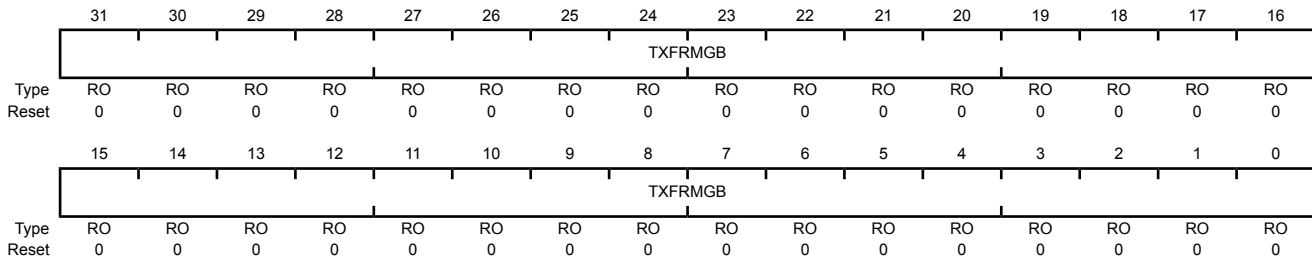 31 30 29 28 27 26 25 24 23 22 21 20 19 18 17 16
TXFRMGB
Type RO RO RO RO RO RO RO RO RO RO RO RO RO RO RO RO
Reset 0 0 0 0 0 0 0 0 0 0 0 0 0 0 0 0
15 14 13 12 11 10 9 8 7 6 5 4 3 2 1 0
TXFRMGB
Type RO RO RO RO RO RO RO RO RO RO RO RO RO RO RO RO
Reset 0 0 0 0 0 0 0 0 0 0 0 0 0 0 0 0